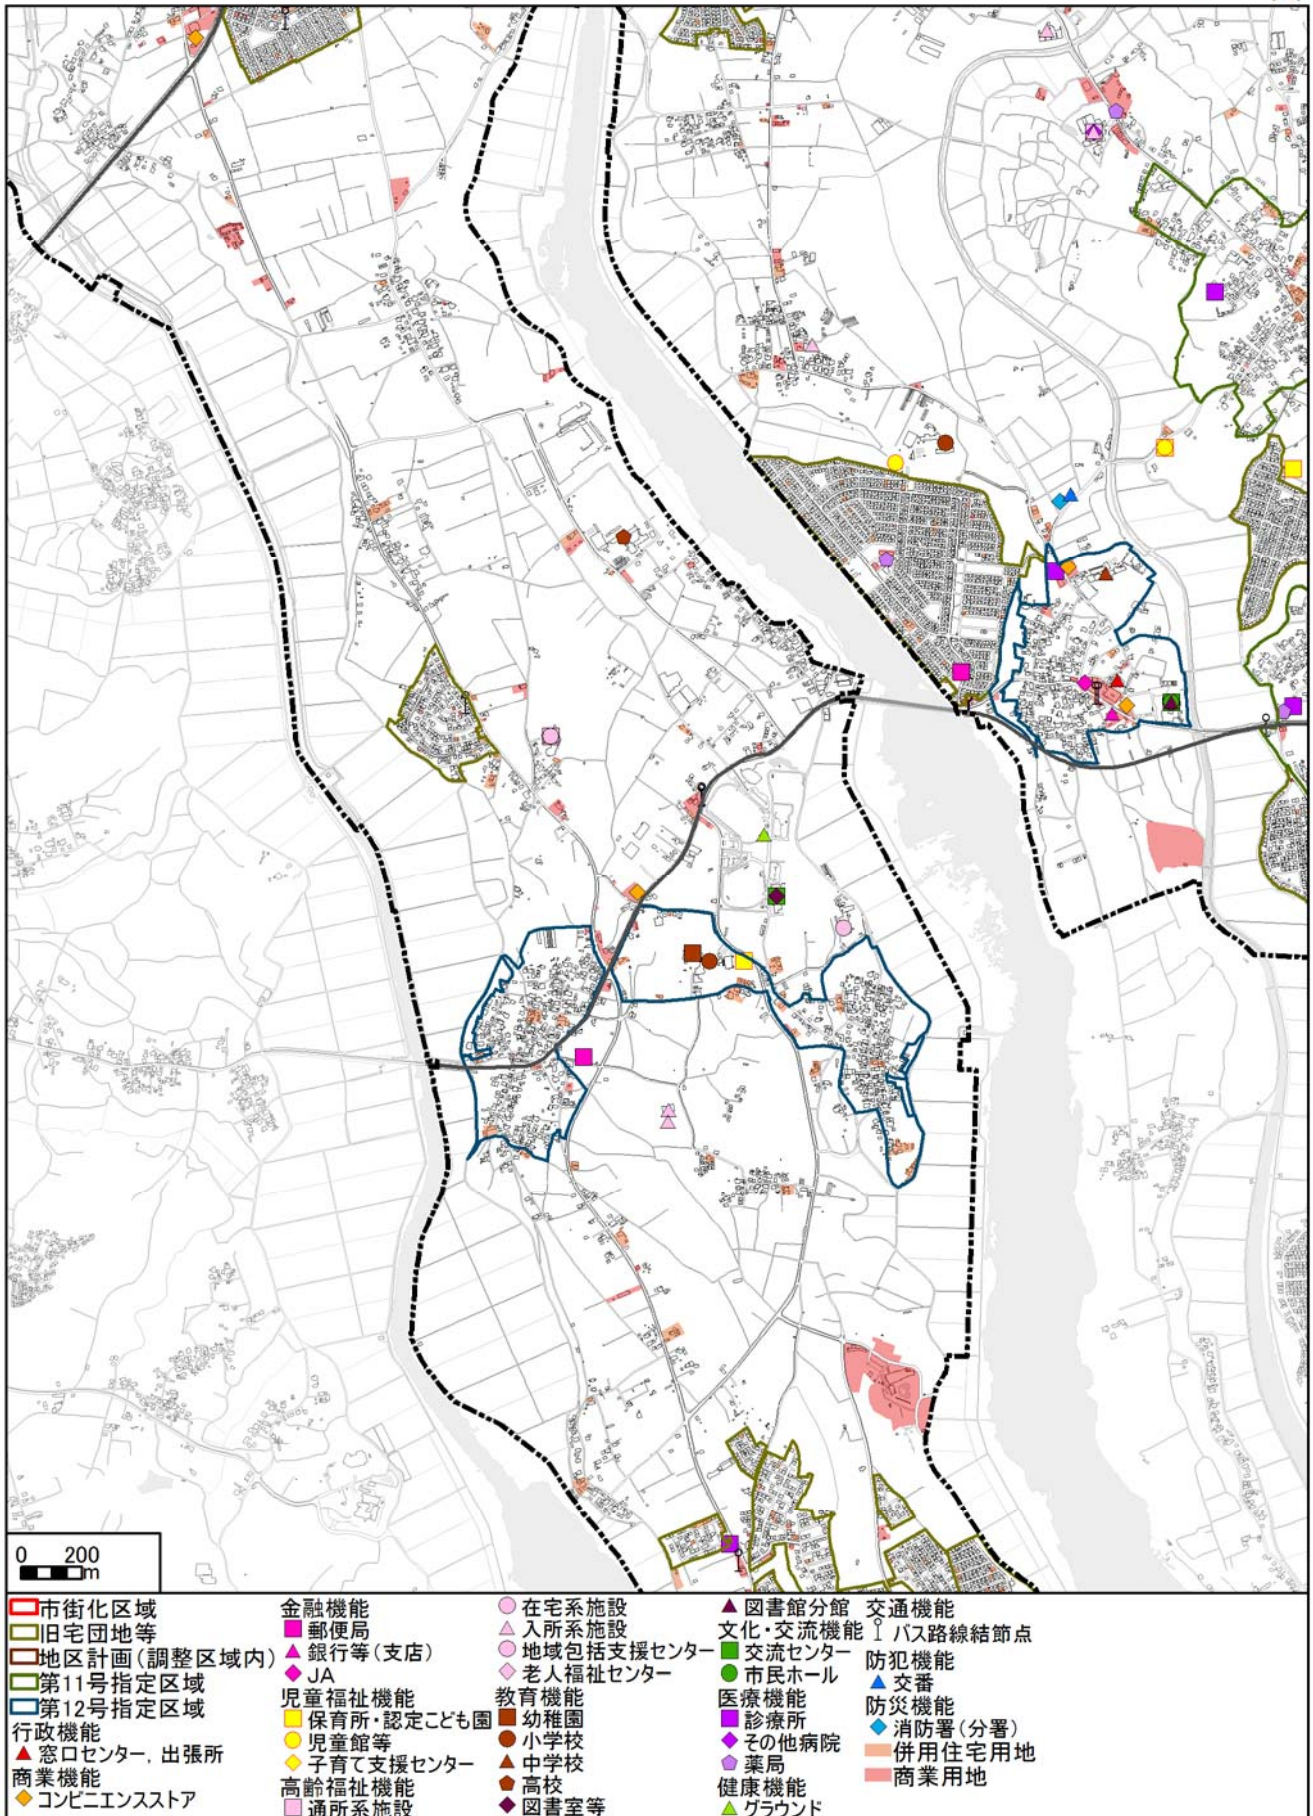 0 200
m
市街化区域
旧宅団地等
地区計画(調整区域内)
第11号指定区域
第12号指定区域
行政機能
窓口センター, 出張所
商業機能
コンビニエンスストア
金融機能
郵便局
銀行等(支店)
JA
児童福祉機能
保育所・認定こども園
児童館等
子育て支援センター
高齢福祉機能
通所系施設
在宅系施設
入所系施設
地域包括支援センター
老人福祉センター
教育機能
幼稚園
小学校
中学校
高校
図書室等
図書館分館
文化・交流機能
交流センター
市民ホール
医療機能
診療所
その他病院
薬局
健康機能
グラウンド
交通機能
バス路線結節点
防犯機能
交番
防災機能
消防署(分署)
併用住宅用地
商業用地